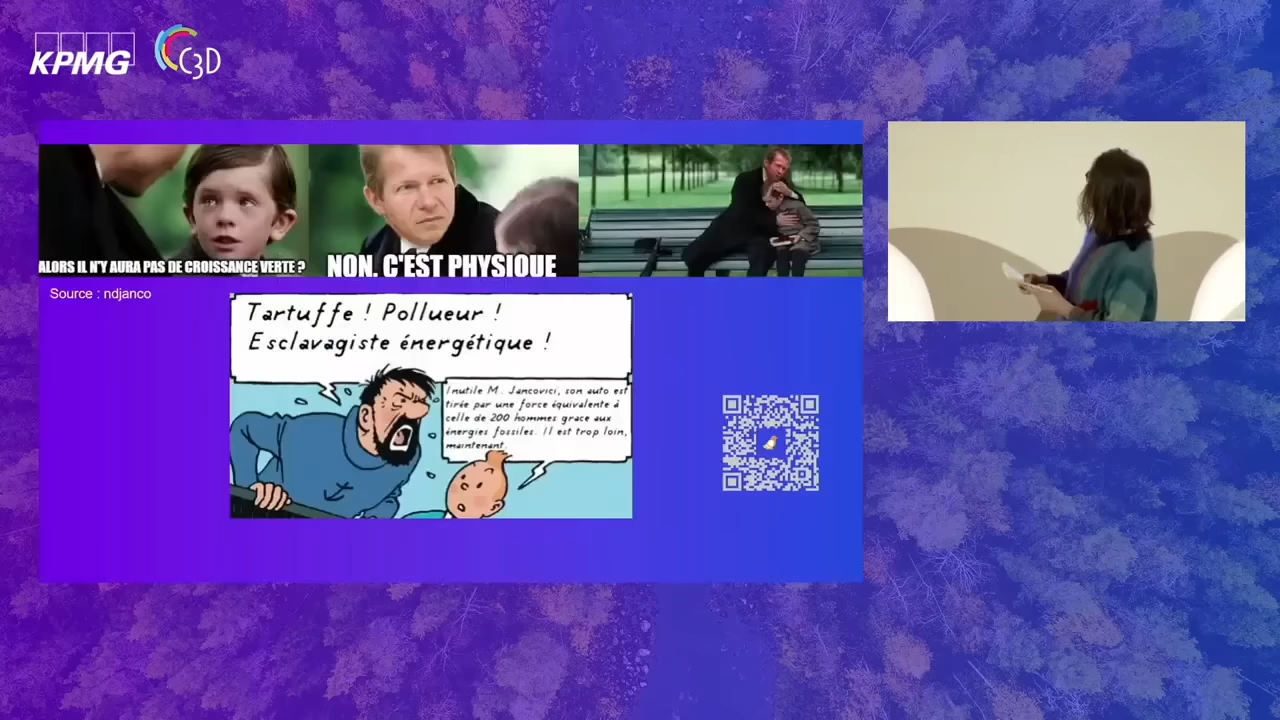 KPMG
C3D
ALORS IL N'Y AURA PAS DE CROISSANCE VERTE ?
NON, C'EST PHYSIQUE
Source : ndjanco
Tartuffe ! Pollueur !
Esclavagiste énergétique !
Inutile M. Jancovici, son auto est
tirée par une force équivalente à
celle de 200 hommes grace aux
énergies fossiles. Il est trop loin,
maintenant.